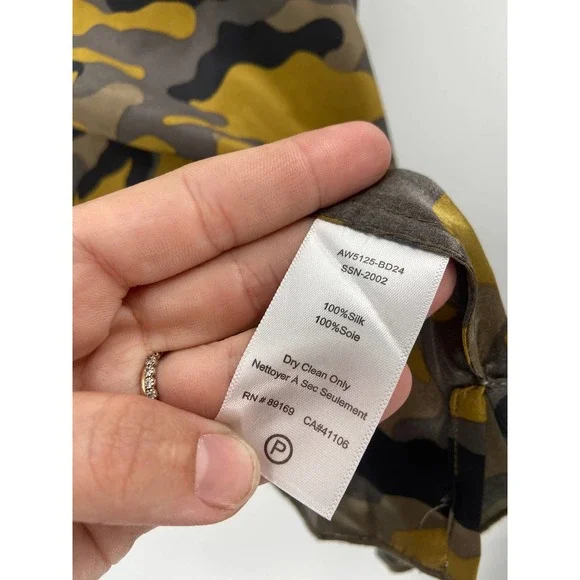 AW5125-BD24
SSN-2002
100%Silk
100%Soie
Dry Clean Only
Nettoyer À Sec Seulement
RN # 89169 CA#41106
P